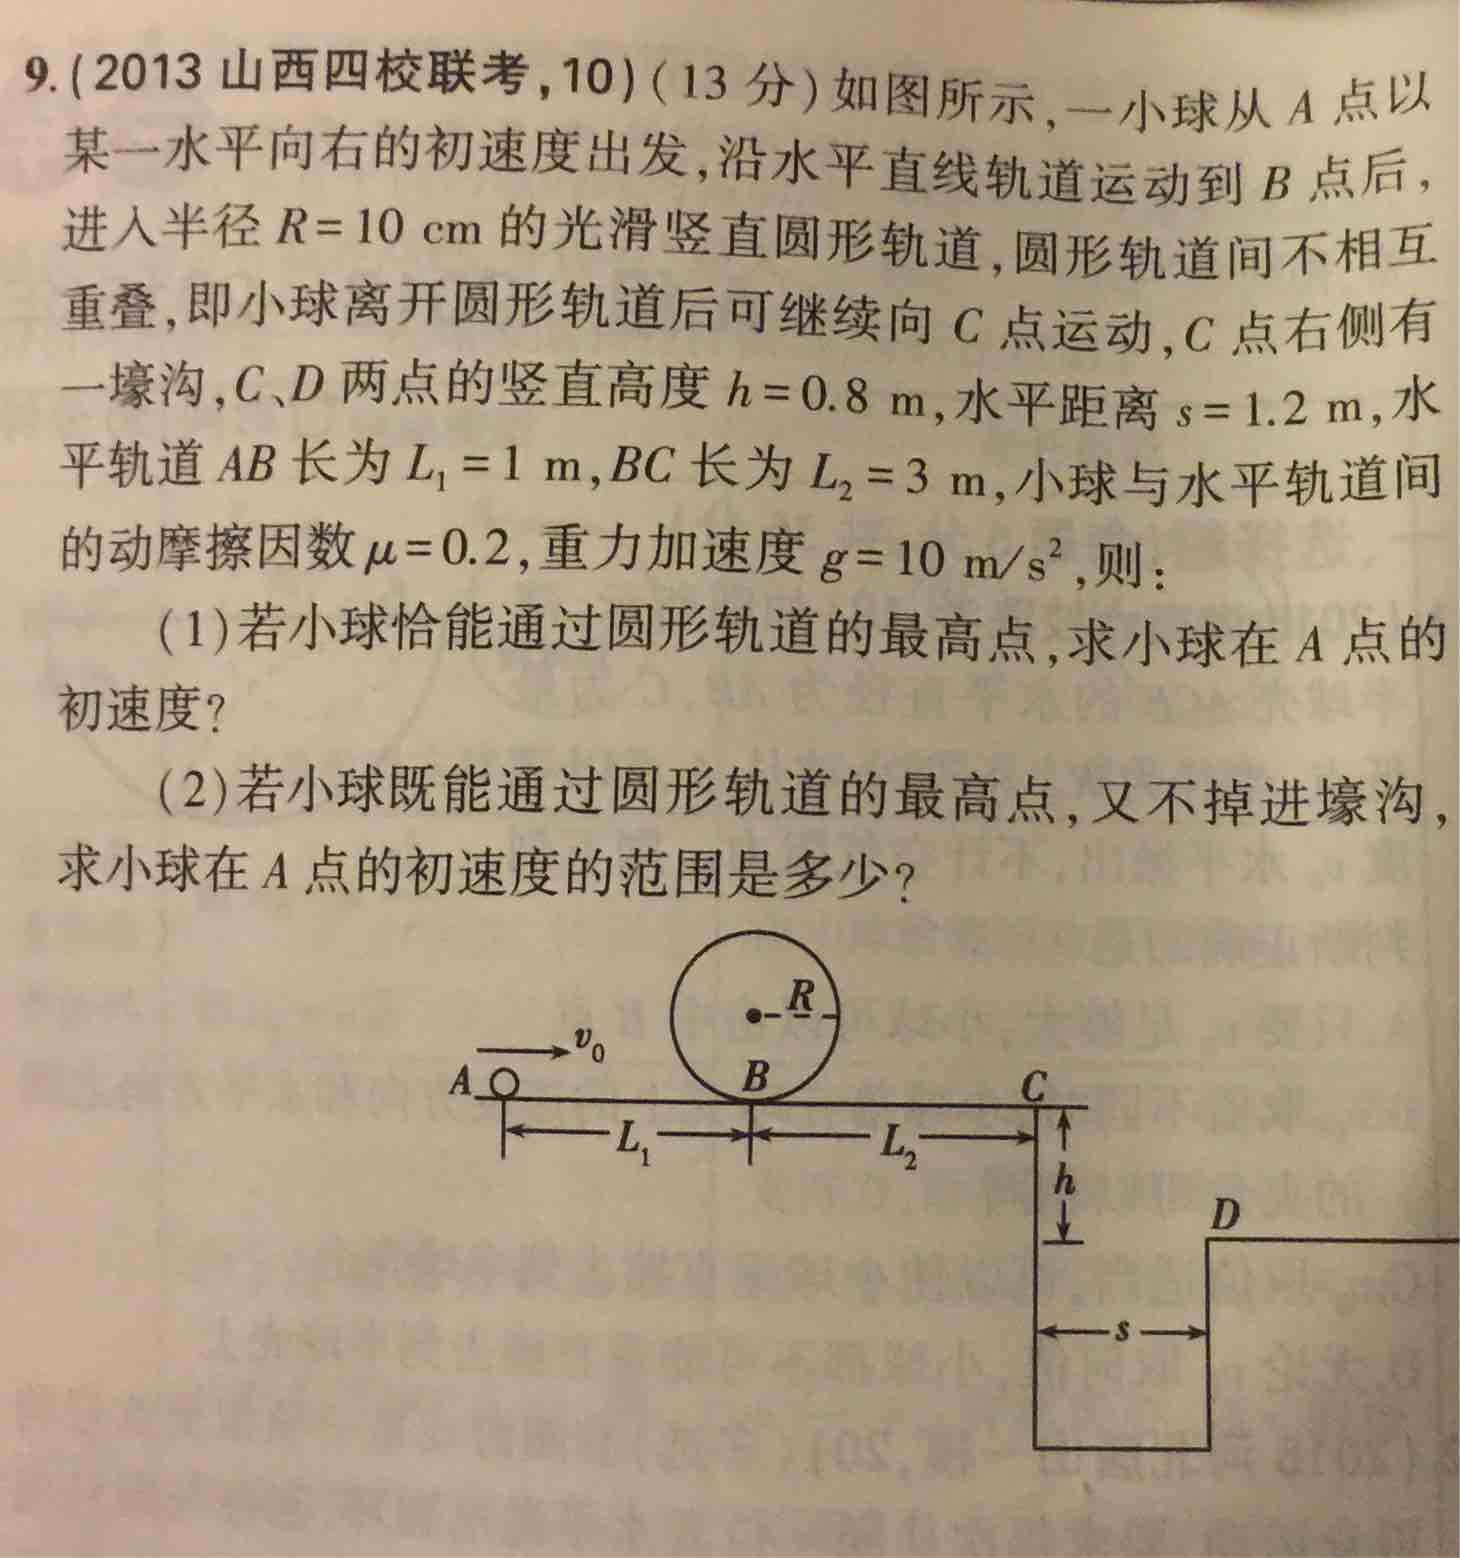 9.(2013 山西四校联考,10)(13 分)如图所示,一小球从 A 点以
某一水平向右的初速度出发,沿水平直线轨道运动到 B 点后,
进入半径 R=10 cm 的光滑竖直圆形轨道,圆形轨道间不相互
重叠,即小球离开圆形轨道后可继续向 C 点运动,C 点右侧有
一壕沟,C、D 两点的竖直高度 h=0.8 m,水平距离 s=1.2 m,水
平轨道 AB 长为 L₁=1 m,BC 长为 L₂=3 m,小球与水平轨道间
的动摩擦因数 μ=0.2,重力加速度 g=10 m/s²,则:
(1)若小球恰能通过圆形轨道的最高点,求小球在 A 点的
初速度?
(2)若小球既能通过圆形轨道的最高点,又不掉进壕沟,
求小球在 A 点的初速度的范围是多少?
R
v₀
A
B
C
L₁
L₂
h
D
s